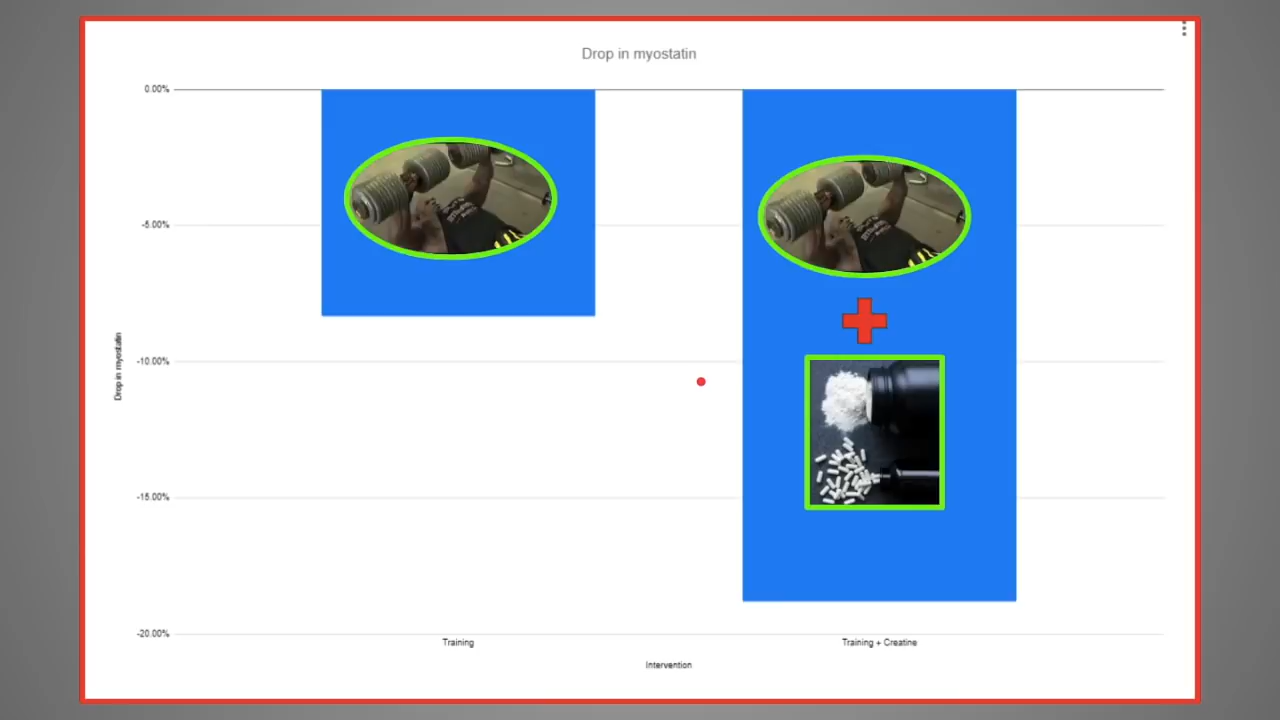 Drop in myostatin
0.00%
-5.00%
-10.00%
-15.00%
-20.00%
Drop in myostatin
Training
Training + Creatine
Intervention